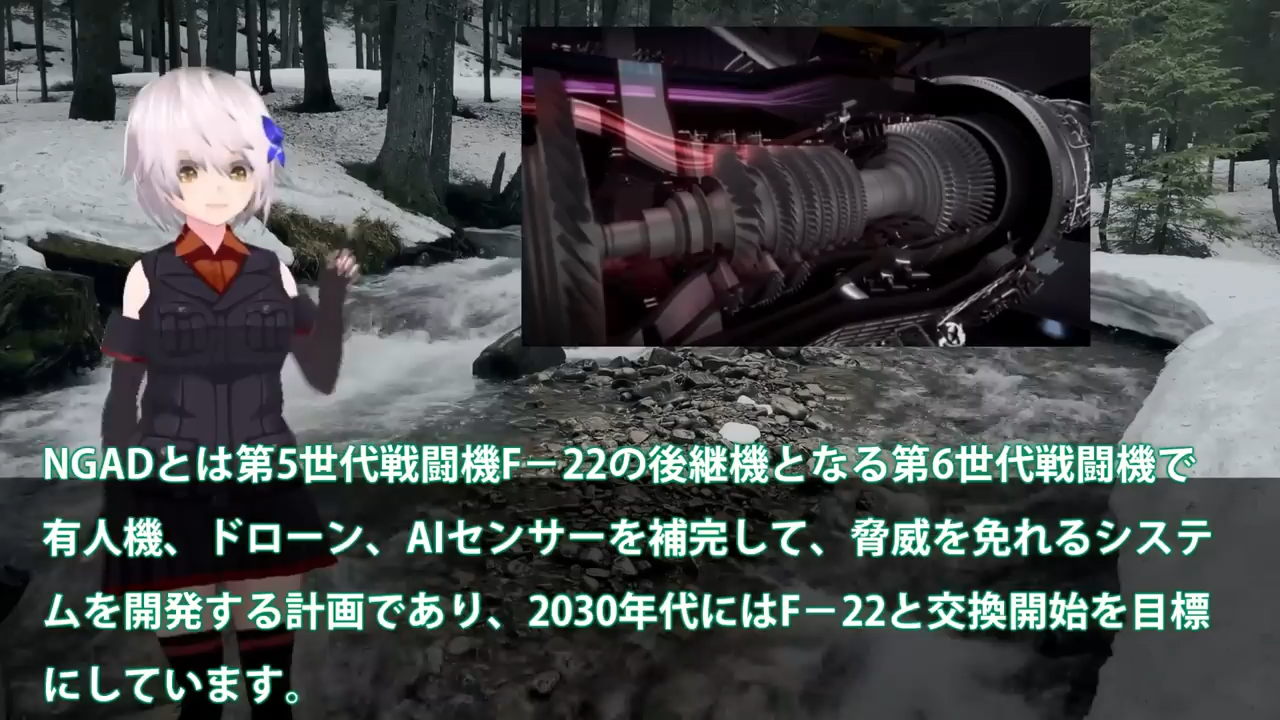 NGADとは第5世代戦闘機F－22の後継機となる第6世代戦闘機で
有人機、ドローン、AIセンサーを補完して、脅威を免れるシステ
ムを開発する計画であり、2030年代にはF－22と交換開始を目標
にしています。